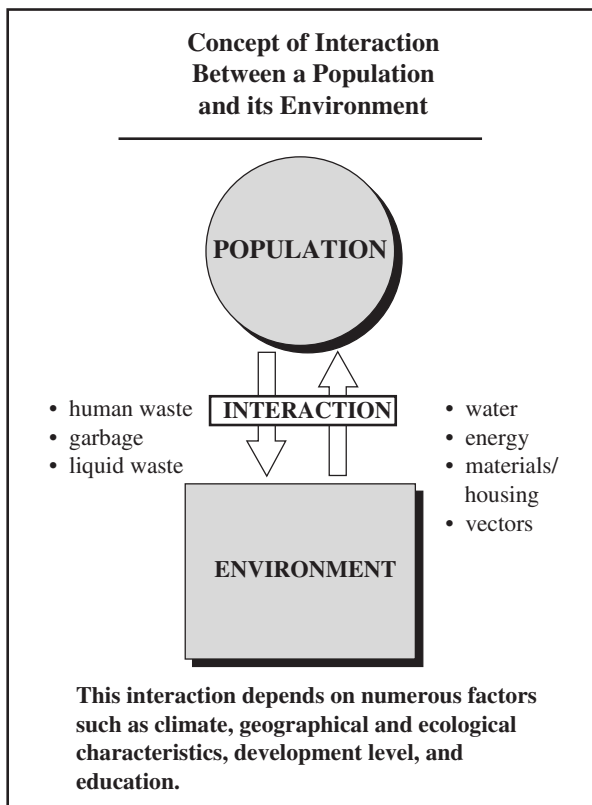 Concept of Interaction
Between a Population
and its Environment
POPULATION
• human waste
• garbage
• liquid waste
INTERACTION
• water
• energy
• materials/
housing
• vectors
ENVIRONMENT
This interaction depends on numerous factors
such as climate, geographical and ecological
characteristics, development level, and
education.